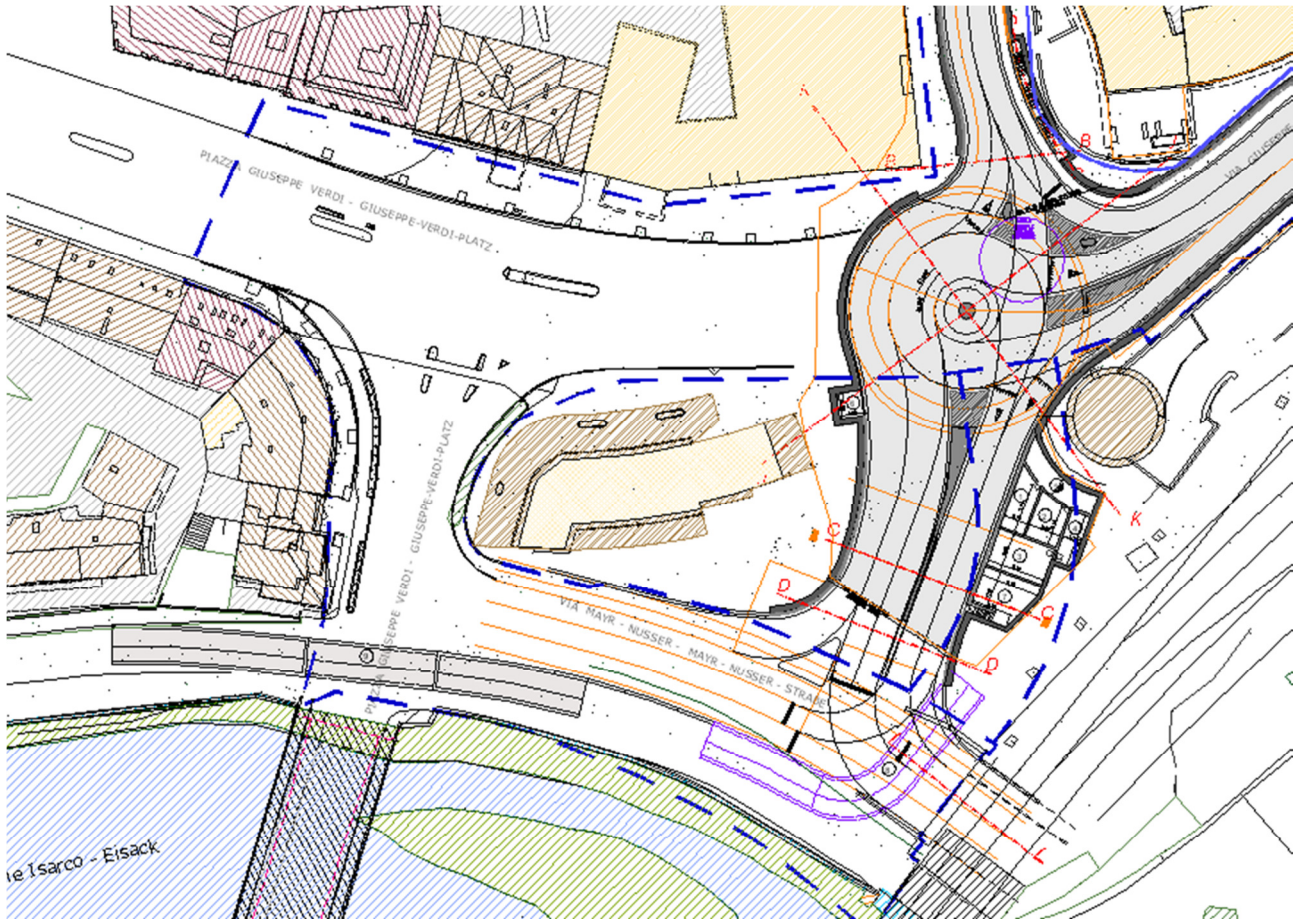 PIAZZA GIUSEPPE VERDI - GIUSEPPE-VERDI-PLATZ
B
B
VIA GIUSEPPE
K
C
C
D
D
PIAZZA GIUSEPPE VERDI - GIUSEPPE-VERDI-PLATZ
VIA MAYR - NUSSER - MAYR - NUSSER - STRAßE
L
me Isarco - Eisack